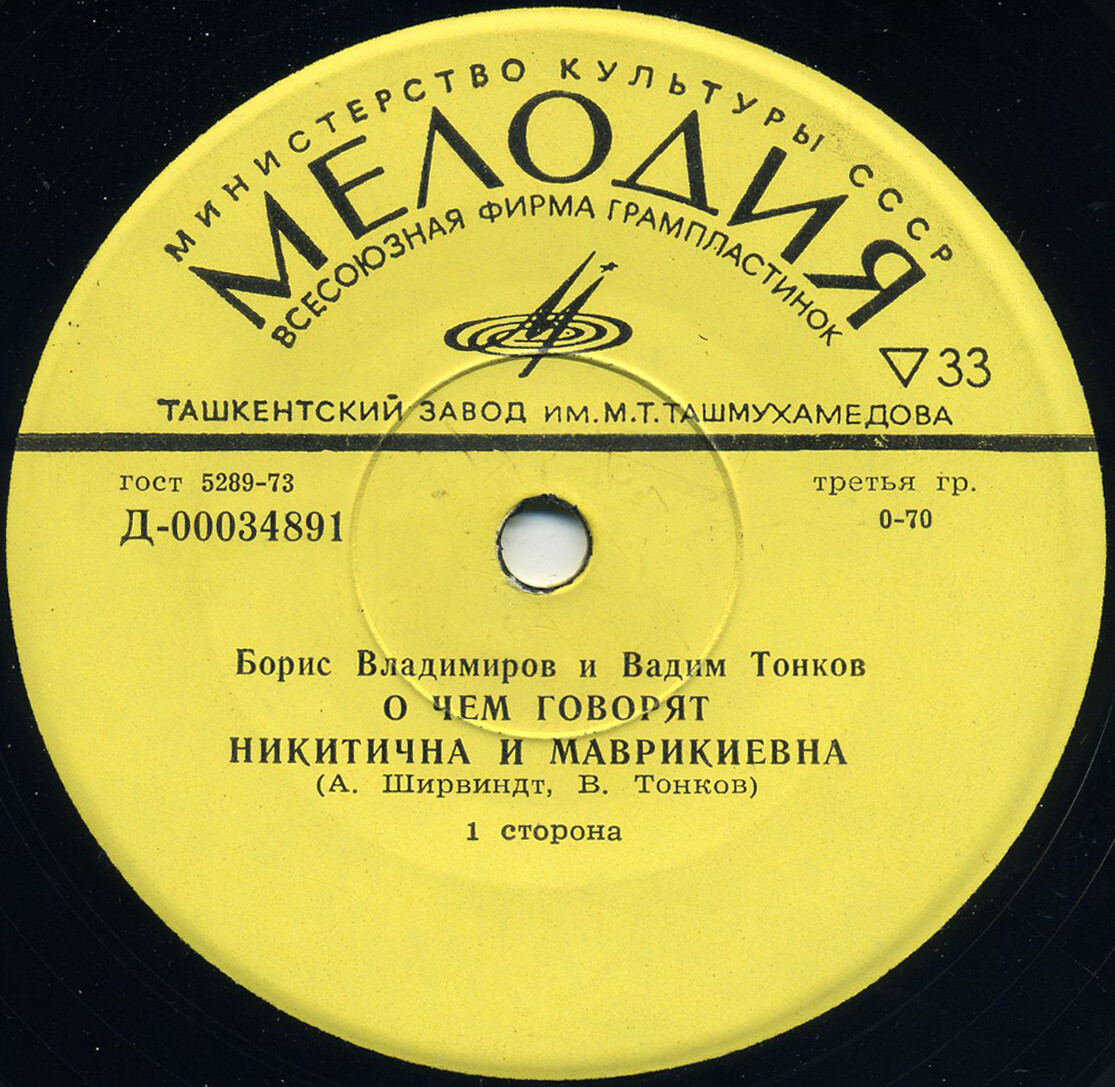 МИНИСТЕРСТВО КУЛЬТУРЫ СССР
МЕЛОДИЯ
ВСЕСОЮЗНАЯ ФИРМА ГРАМПЛАСТИНОК
33
ТАШКЕНТСКИЙ ЗАВОД ИМ. М.Т. ТАШМУХАМЕДОВА
гост 5289-73
третья гр.
Д-00034891
0-70
Борис Владимиров и Вадим Тонков
О ЧЕМ ГОВОРЯТ
НИКИТИЧНА И МАВРИКИЕВНА
(А. Ширвиндт, В. Тонков)
1 сторона